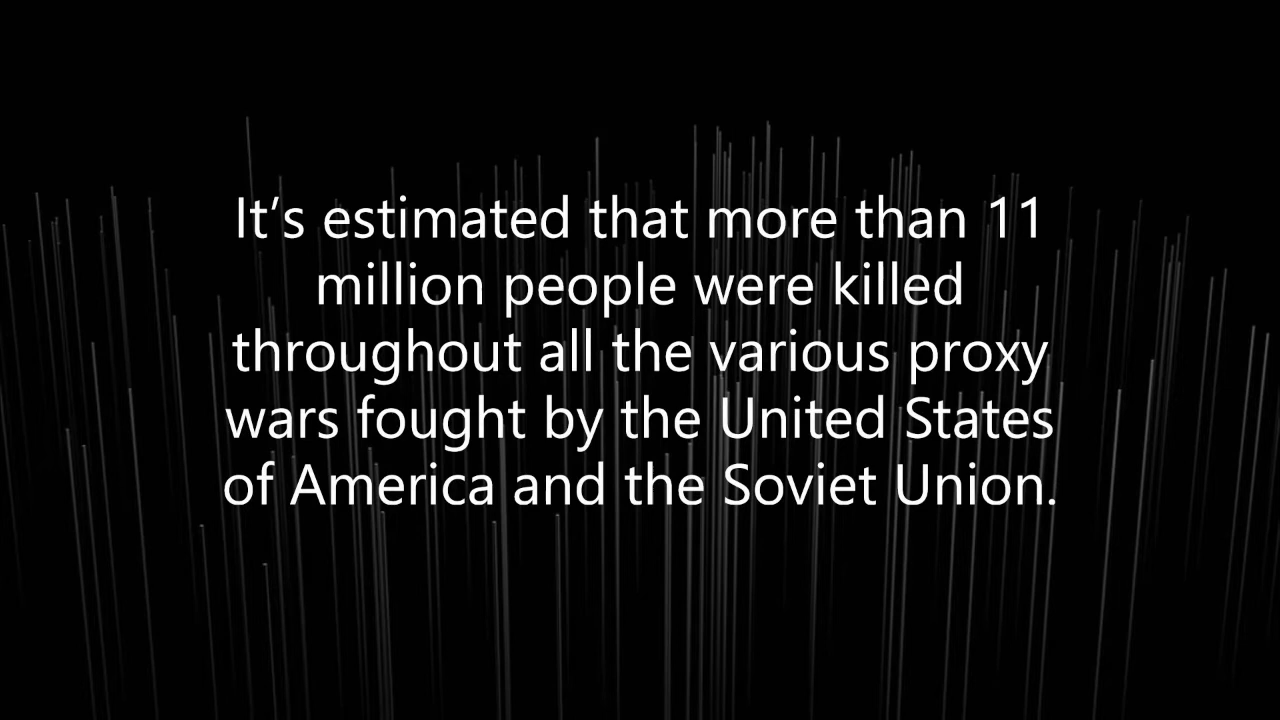 It’s estimated that more than 11
million people were killed
throughout all the various proxy
wars fought by the United States
of America and the Soviet Union.